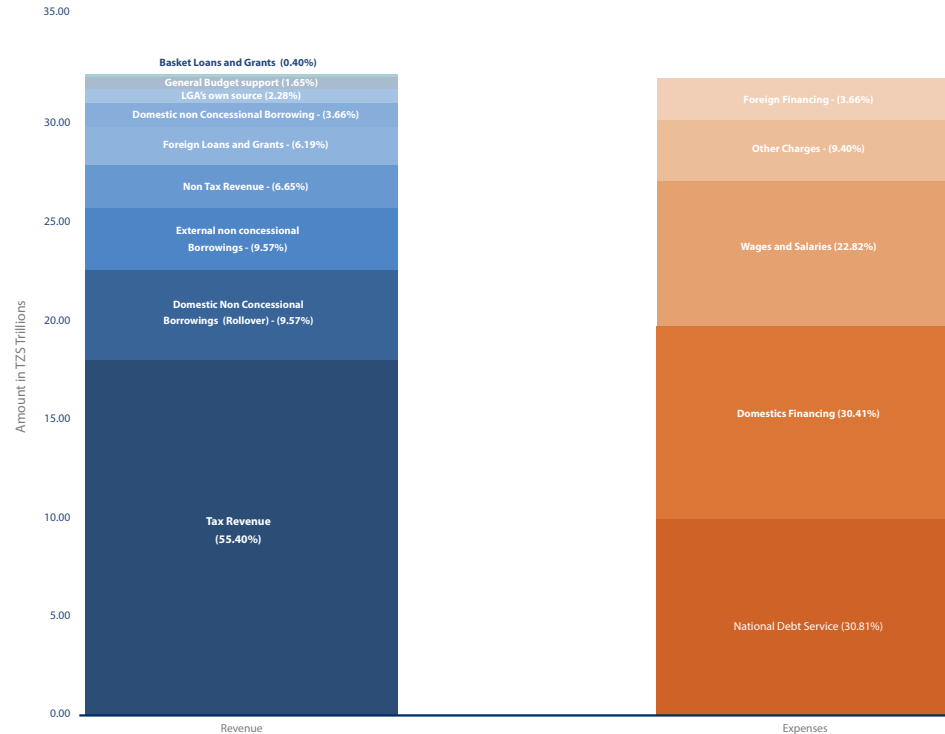 35.00
30.00
25.00
20.00
15.00
10.00
5.00
0.00
Amount in TZS Trillions
Basket Loans and Grants (0.40%)
General Budget support (1.65%)
LGA's own source (2.28%)
Domestic non Concessional Borrowing - (3.66%)
Foreign Loans and Grants - (6.19%)
Non Tax Revenue - (6.65%)
External non concessional
Borrowings - (9.57%)
Domestic Non Concessional
Borrowings (Rollover) - (9.57%)
Tax Revenue
(55.40%)
Revenue
Foreign Financing - (3.66%)
Other Charges - (9.40%)
Wages and Salaries (22.82%)
Domestics Financing (30.41%)
National Debt Service (30.81%)
Expenses